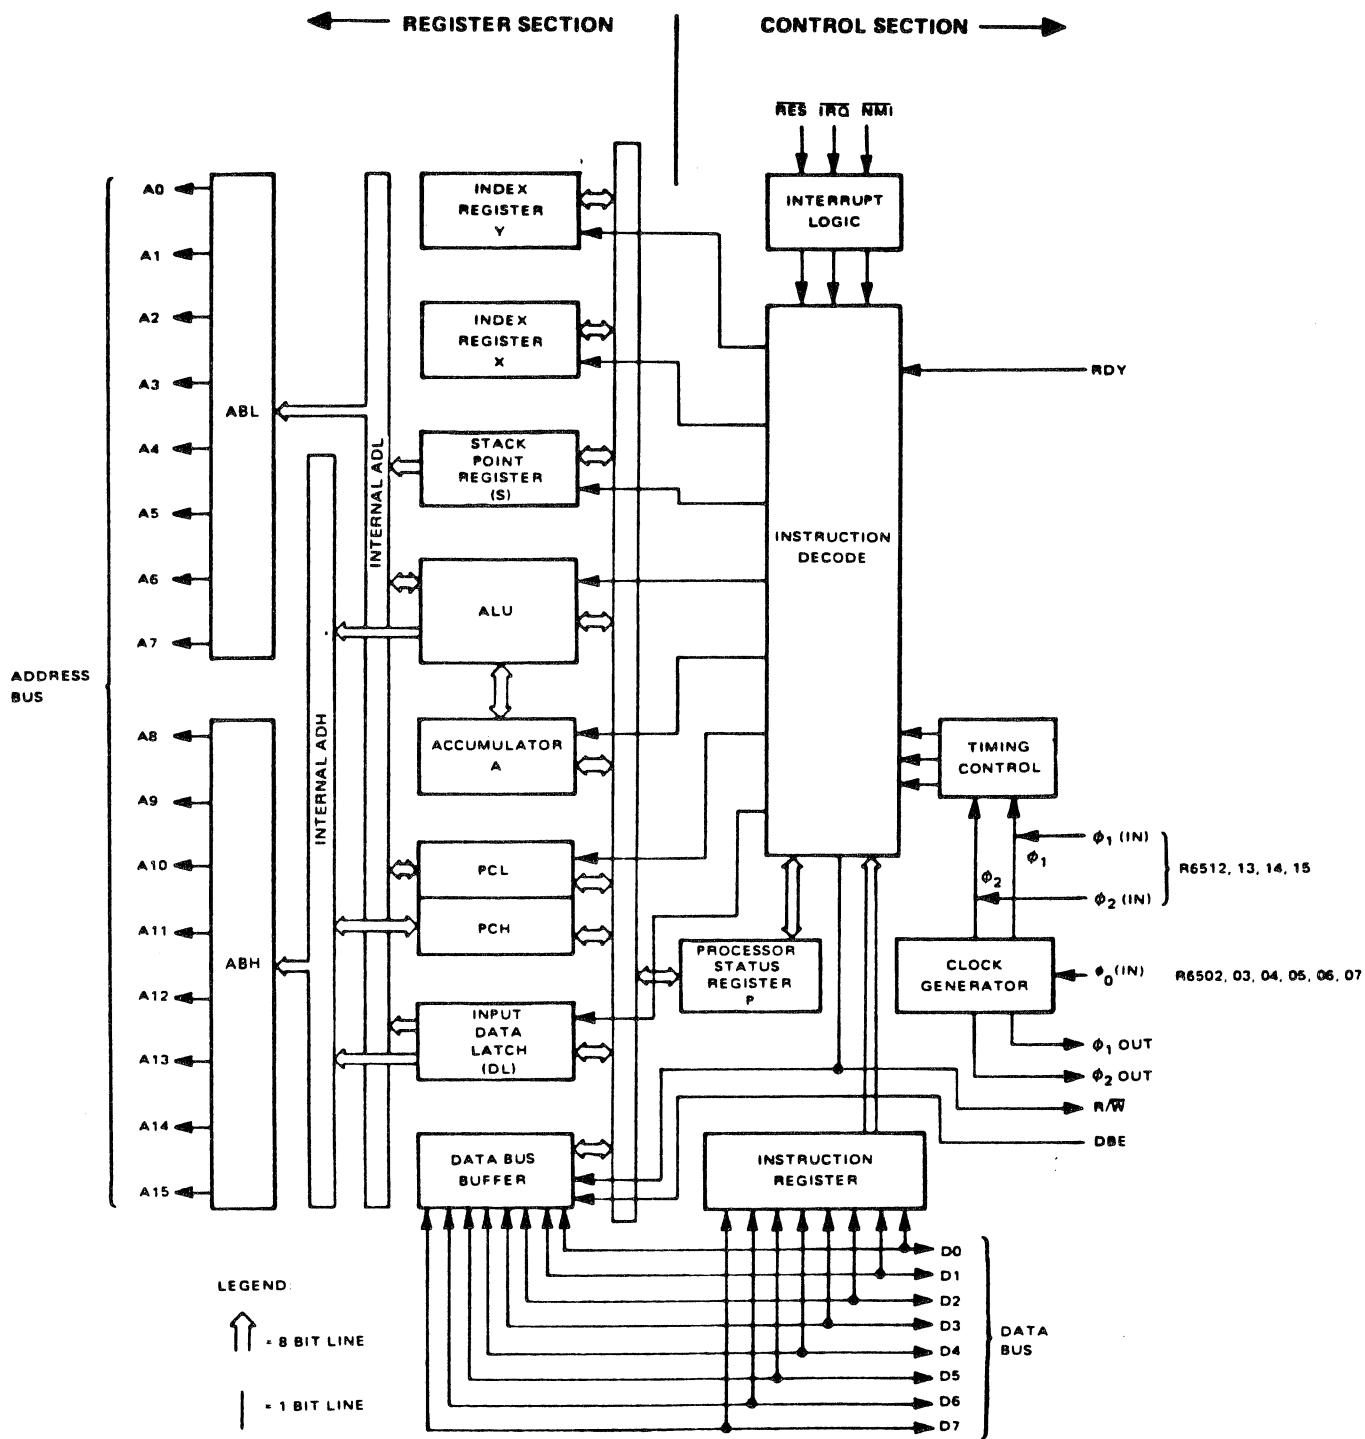 REGISTER SECTION
CONTROL SECTION
RES IRQ NMI
INTERRUPT
LOGIC
ADDRESS
BUS
A0
A1
A2
A3
A4
A5
A6
A7
A8
A9
A10
A11
A12
A13
A14
A15
ABL
ABH
INTERNAL ADL
INTERNAL ADH
INDEX
REGISTER
Y
INDEX
REGISTER
X
STACK
POINT
REGISTER
(S)
ALU
ACCUMULATOR
A
PCL
PCH
INPUT
DATA
LATCH
(DL)
DATA BUS
BUFFER
INSTRUCTION
DECODE
RDY
TIMING
CONTROL
ϕ1 (IN)
ϕ1
ϕ2
ϕ2 (IN)
R6512, 13, 14, 15
PROCESSOR
STATUS
REGISTER
P
CLOCK
GENERATOR
ϕ0 (IN)
R6502, 03, 04, 05, 06, 07
ϕ1 OUT
ϕ2 OUT
R/W
DBE
INSTRUCTION
REGISTER
D0
D1
D2
D3
D4
D5
D6
D7
DATA
BUS
LEGEND:
= 8 BIT LINE
= 1 BIT LINE